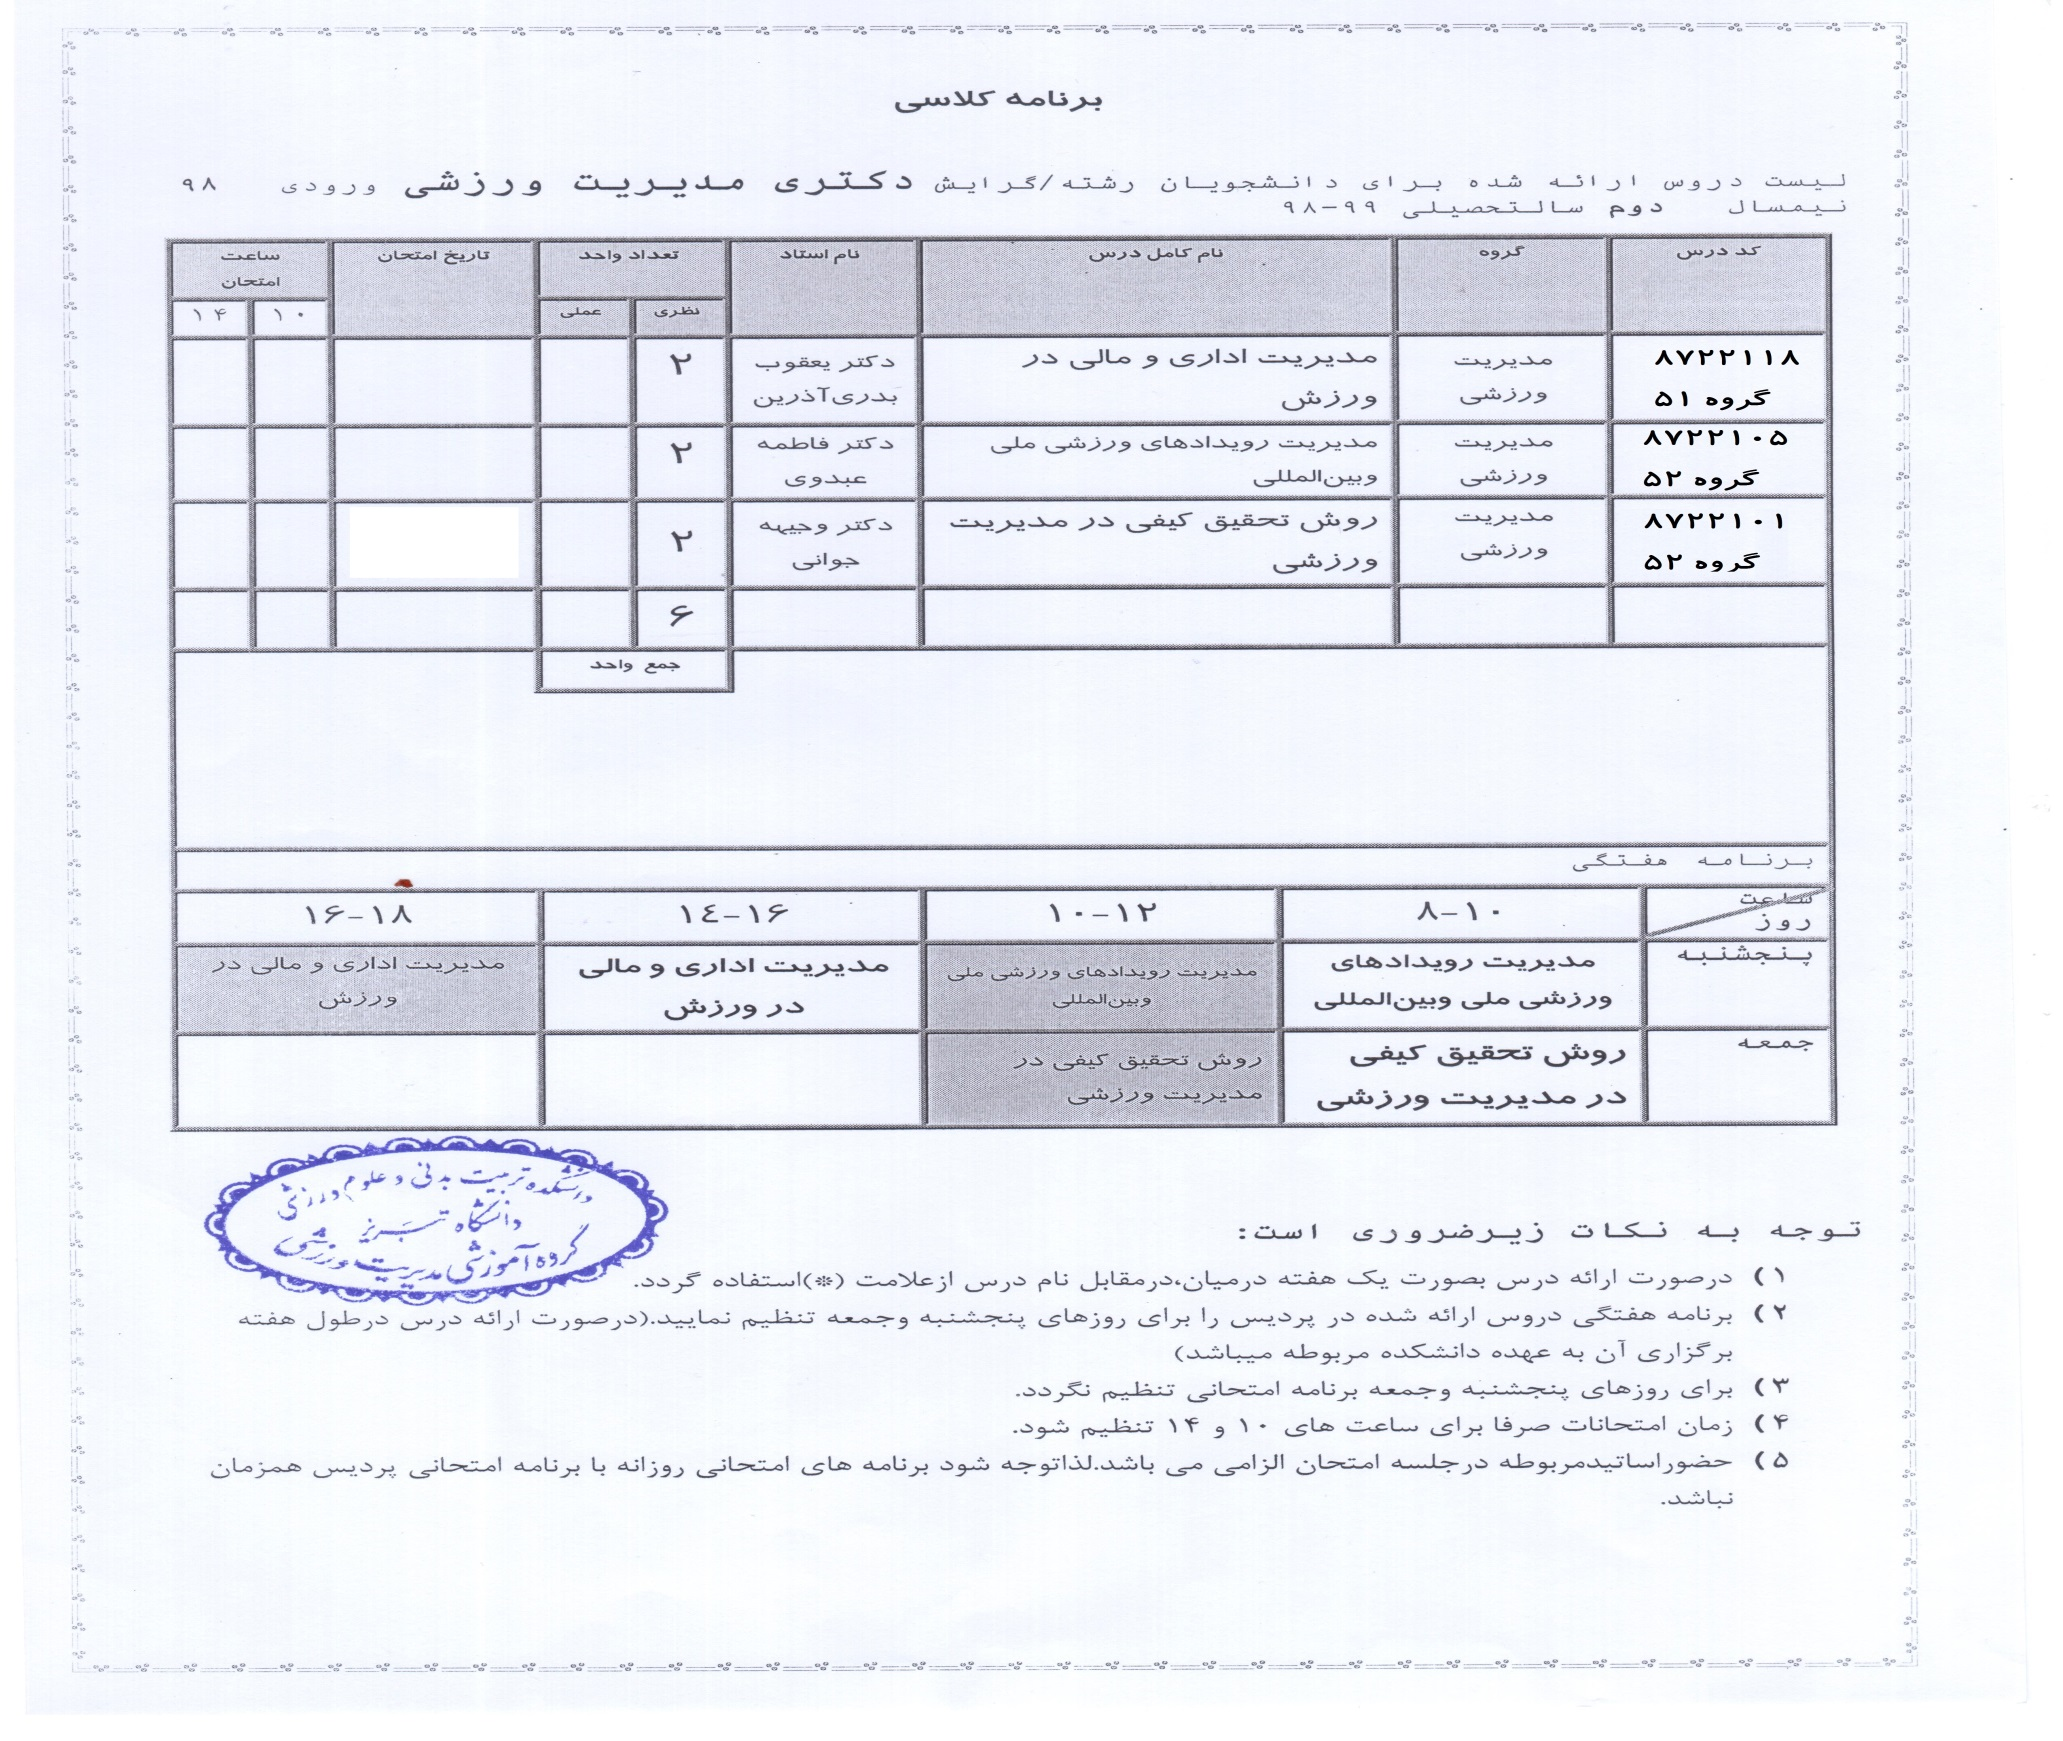 برنامه کلاسی
لیست دروس ارائه شده برای دانشجویان رشته/گرایش دکتری مدیریت ورزشی ورودی ۹۸
نیمسال دوم سالتحصیلی ۹۹-۹۸
کد درس گروه نام کامل درس نام استاد تعداد واحد تاریخ امتحان ساعت
امتحان
نظری عملی ۱۰ ۱۴
۸۷۲۲۱۱۸ مدیریت مدیریت اداری و مالی در دکتر یعقوب ۲
گروه ۵۱ ورزشی ورزش بدری‌آذرین
۸۷۲۲۱۰۵ مدیریت مدیریت رویدادهای ورزشی ملی دکتر فاطمه ۲
گروه ۵۲ ورزشی وبین‌المللی عبدوی
۸۷۲۲۱۰۱ مدیریت روش تحقیق کیفی در مدیریت دکتر وجیهه ۲
گروه ۵۲ ورزشی ورزشی جوانی
۶
جمع واحد
برنامه هفتگی
ساعت
روز ۸-۱۰ ۱۰-۱۲ ۱٤-۱۶ ۱۶-۱۸
پنجشنبه مدیریت رویدادهای مدیریت رویدادهای ورزشی ملی مدیریت اداری و مالی مدیریت اداری و مالی در
ورزشی ملی وبین‌المللی وبین‌المللی در ورزش ورزش
جمعه روش تحقیق کیفی روش تحقیق کیفی در
در مدیریت ورزشی مدیریت ورزشی
دانشکده تربیت بدنی و علوم ورزشی
دانشگاه تبریز
گروه آموزشی مدیریت ورزشی
توجه به نکات زیرضروری است:
۱) درصورت ارائه درس بصورت یک هفته درمیان،درمقابل نام درس ازعلامت (*)استفاده گردد.
۲) برنامه هفتگی دروس ارائه شده در پردیس را برای روزهای پنجشنبه وجمعه تنظیم نمایید.(درصورت ارائه درس درطول هفته
برگزاری آن به عهده دانشکده مربوطه میباشد)
۳) برای روزهای پنجشنبه وجمعه برنامه امتحانی تنظیم نگردد.
۴) زمان امتحانات صرفا برای ساعت های ۱۰ و ۱۴ تنظیم شود.
۵) حضوراساتیدمربوطه درجلسه امتحان الزامی می باشد.لذاتوجه شود برنامه های امتحانی روزانه با برنامه امتحانی پردیس همزمان
نباشد.